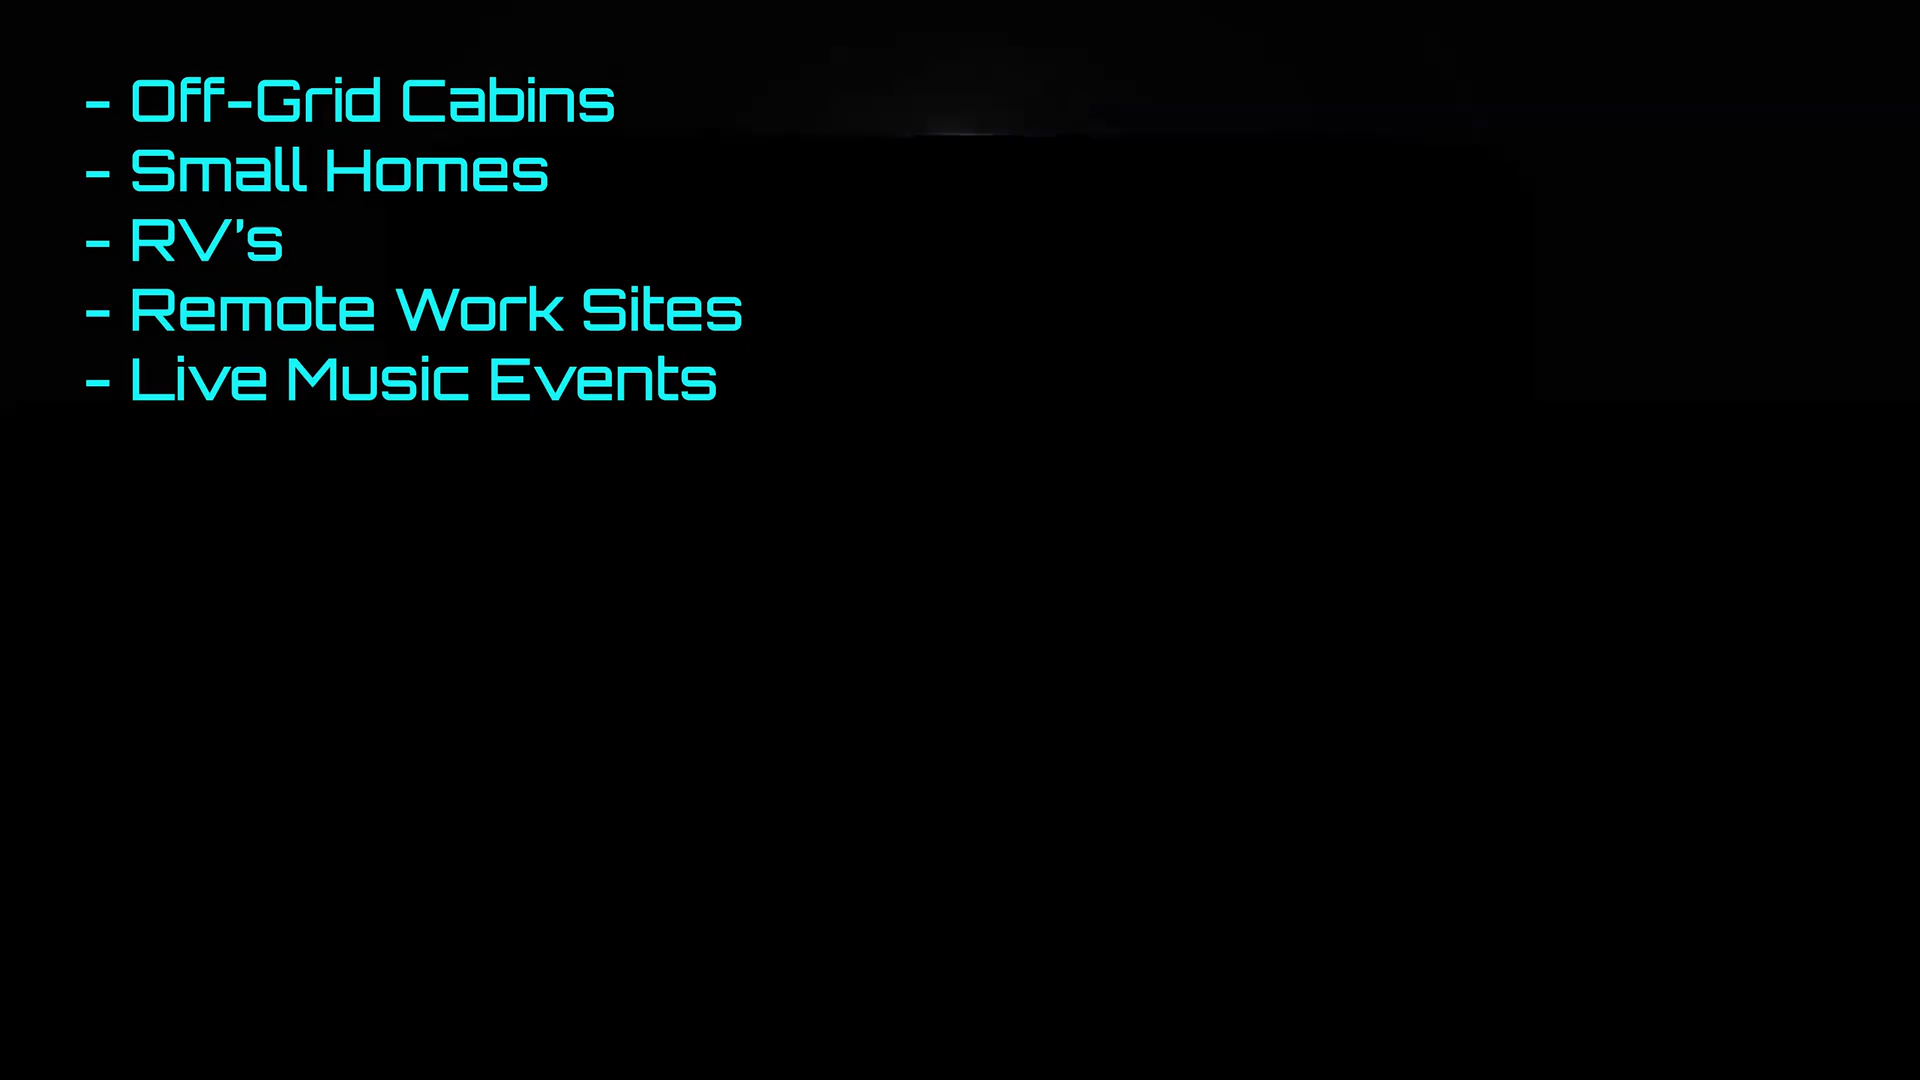 - Off-Grid Cabins
- Small Homes
- RV's
- Remote Work Sites
- Live Music Events